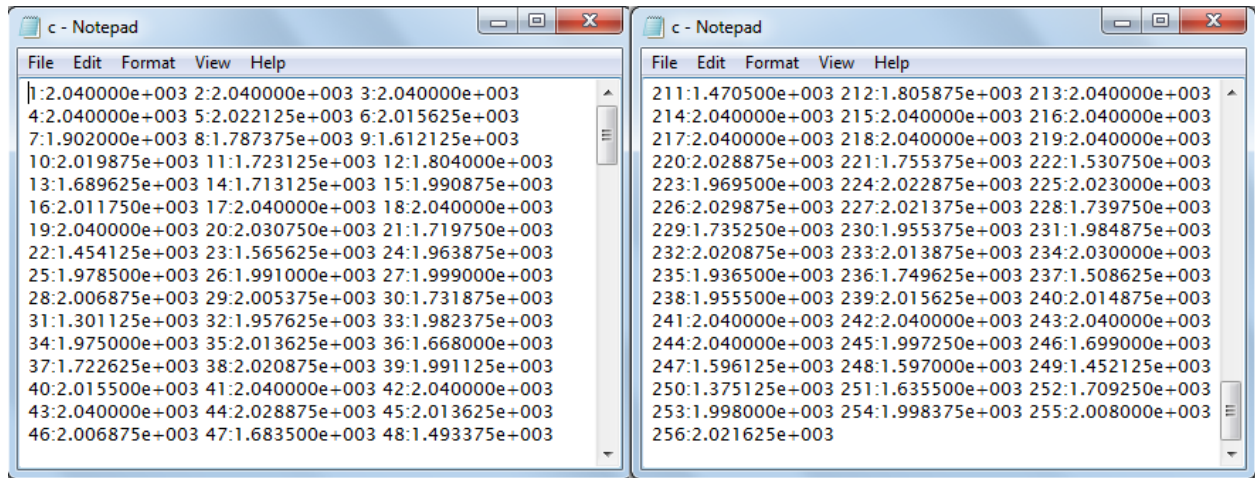 c - Notepad
File Edit Format View Help
1:2.040000e+003 2:2.040000e+003 3:2.040000e+003
4:2.040000e+003 5:2.022125e+003 6:2.015625e+003
7:1.902000e+003 8:1.787375e+003 9:1.612125e+003
10:2.019875e+003 11:1.723125e+003 12:1.804000e+003
13:1.689625e+003 14:1.713125e+003 15:1.990875e+003
16:2.011750e+003 17:2.040000e+003 18:2.040000e+003
19:2.040000e+003 20:2.030750e+003 21:1.719750e+003
22:1.454125e+003 23:1.565625e+003 24:1.963875e+003
25:1.978500e+003 26:1.991000e+003 27:1.999000e+003
28:2.006875e+003 29:2.005375e+003 30:1.731875e+003
31:1.301125e+003 32:1.957625e+003 33:1.982375e+003
34:1.975000e+003 35:2.013625e+003 36:1.668000e+003
37:1.722625e+003 38:2.020875e+003 39:1.991125e+003
40:2.015500e+003 41:2.040000e+003 42:2.040000e+003
43:2.040000e+003 44:2.028875e+003 45:2.013625e+003
46:2.006875e+003 47:1.683500e+003 48:1.493375e+003
c - Notepad
File Edit Format View Help
211:1.470500e+003 212:1.805875e+003 213:2.040000e+003
214:2.040000e+003 215:2.040000e+003 216:2.040000e+003
217:2.040000e+003 218:2.040000e+003 219:2.040000e+003
220:2.028875e+003 221:1.755375e+003 222:1.530750e+003
223:1.969500e+003 224:2.022875e+003 225:2.023000e+003
226:2.029875e+003 227:2.021375e+003 228:1.739750e+003
229:1.735250e+003 230:1.955375e+003 231:1.984875e+003
232:2.020875e+003 233:2.013875e+003 234:2.030000e+003
235:1.936500e+003 236:1.749625e+003 237:1.508625e+003
238:1.955500e+003 239:2.015625e+003 240:2.014875e+003
241:2.040000e+003 242:2.040000e+003 243:2.040000e+003
244:2.040000e+003 245:1.997250e+003 246:1.699000e+003
247:1.596125e+003 248:1.597000e+003 249:1.452125e+003
250:1.375125e+003 251:1.635500e+003 252:1.709250e+003
253:1.998000e+003 254:1.998375e+003 255:2.008000e+003
256:2.021625e+003